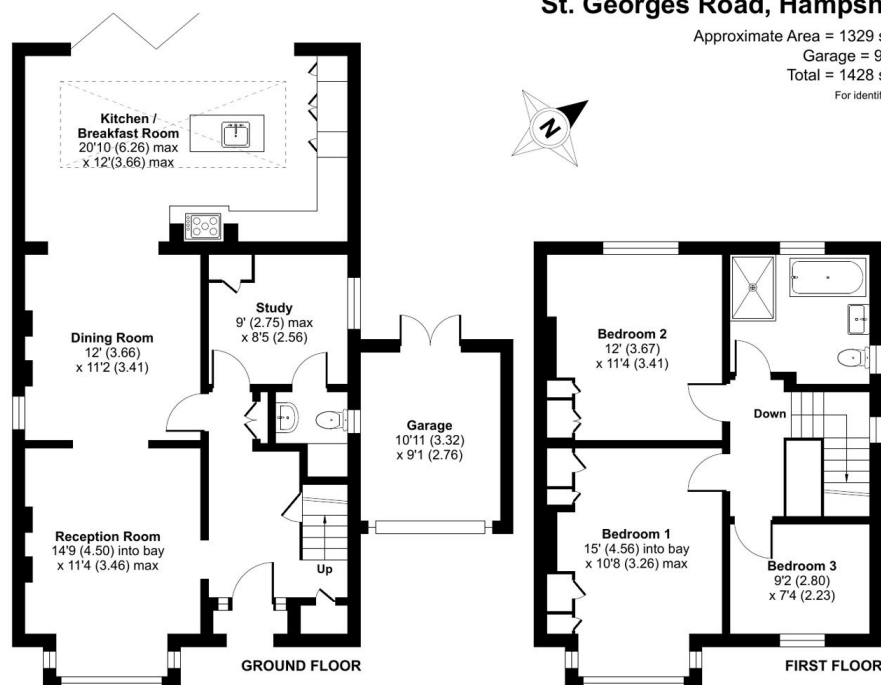 St. Georges Road, Hampsh
Approximate Area = 1329 s
Garage = 9
Total = 1428 s
For identif
N
Kitchen /
Breakfast Room
20'10 (6.26) max
x 12'(3.66) max
Study
9' (2.75) max
x 8'5 (2.56)
Dining Room
12' (3.66)
x 11'2 (3.41)
Garage
10'11 (3.32)
x 9'1 (2.76)
Reception Room
14'9 (4.50) into bay
x 11'4 (3.46) max
Up
GROUND FLOOR
Bedroom 2
12' (3.67)
x 11'4 (3.41)
Down
Bedroom 1
15' (4.56) into bay
x 10'8 (3.26) max
Bedroom 3
9'2 (2.80)
x 7'4 (2.23)
FIRST FLOOR